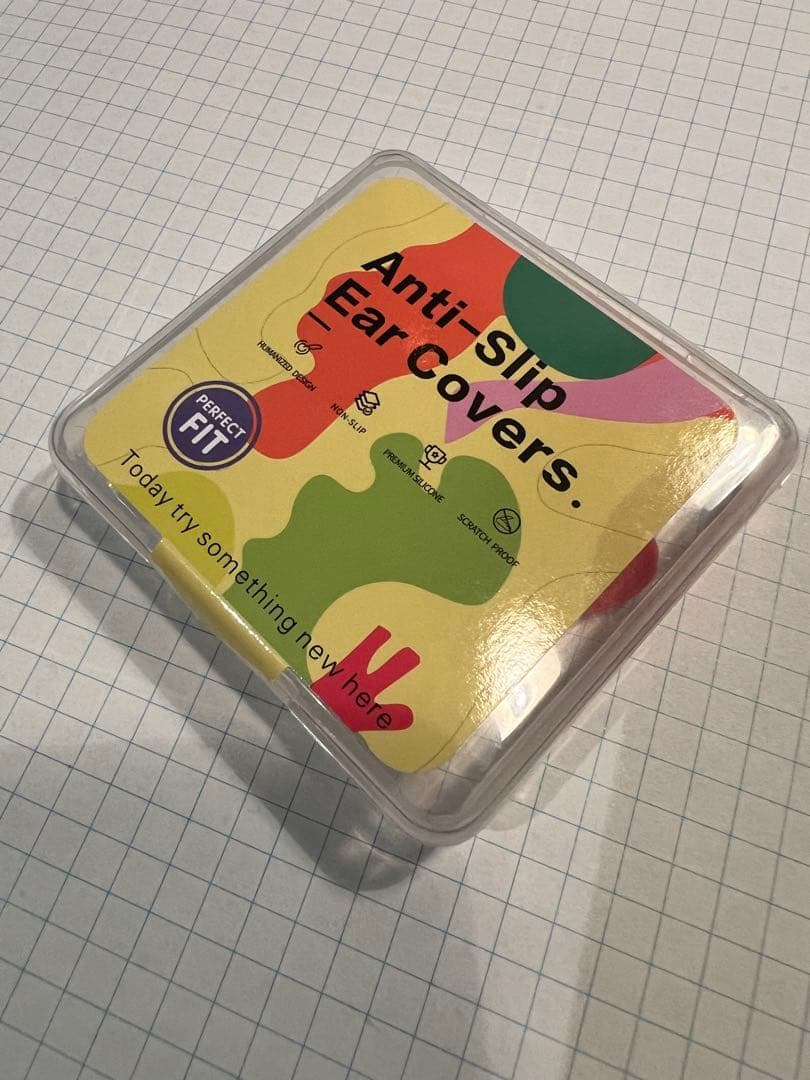 Anti-Slip
Ear Covers.
HUMANIZED DESIGN
NON-SLIP
PREMIUM SILICONE
SCRATCH PROOF
PERFECT
FIT
Today try something new here